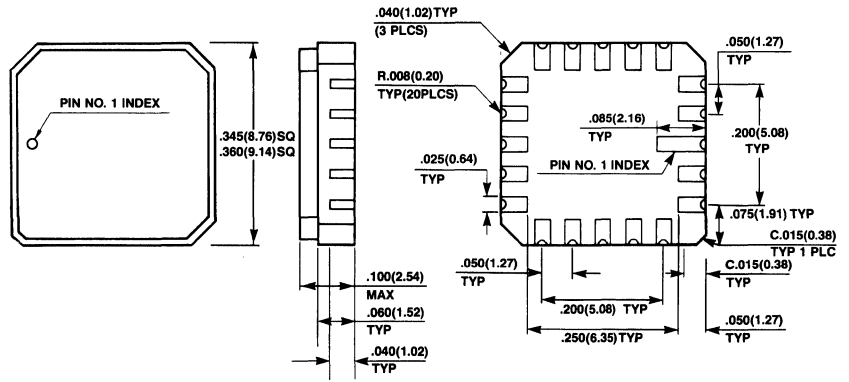 PIN NO. 1 INDEX
.345(8.76)SQ
.360(9.14)SQ
.100(2.54)
MAX
.060(1.52)
TYP
.040(1.02)
TYP
.040(1.02)TYP
(3 PLCS)
R.008(0.20)
TYP(20PLCS)
.025(0.64)
TYP
.085(2.16)
TYP
PIN NO. 1 INDEX
.050(1.27)
TYP
.200(5.08)
TYP
.075(1.91) TYP
C.015(0.38)
TYP 1 PLC
.050(1.27)
TYP
C.015(0.38)
TYP
.200(5.08) TYP
.250(6.35)TYP
.050(1.27)
TYP